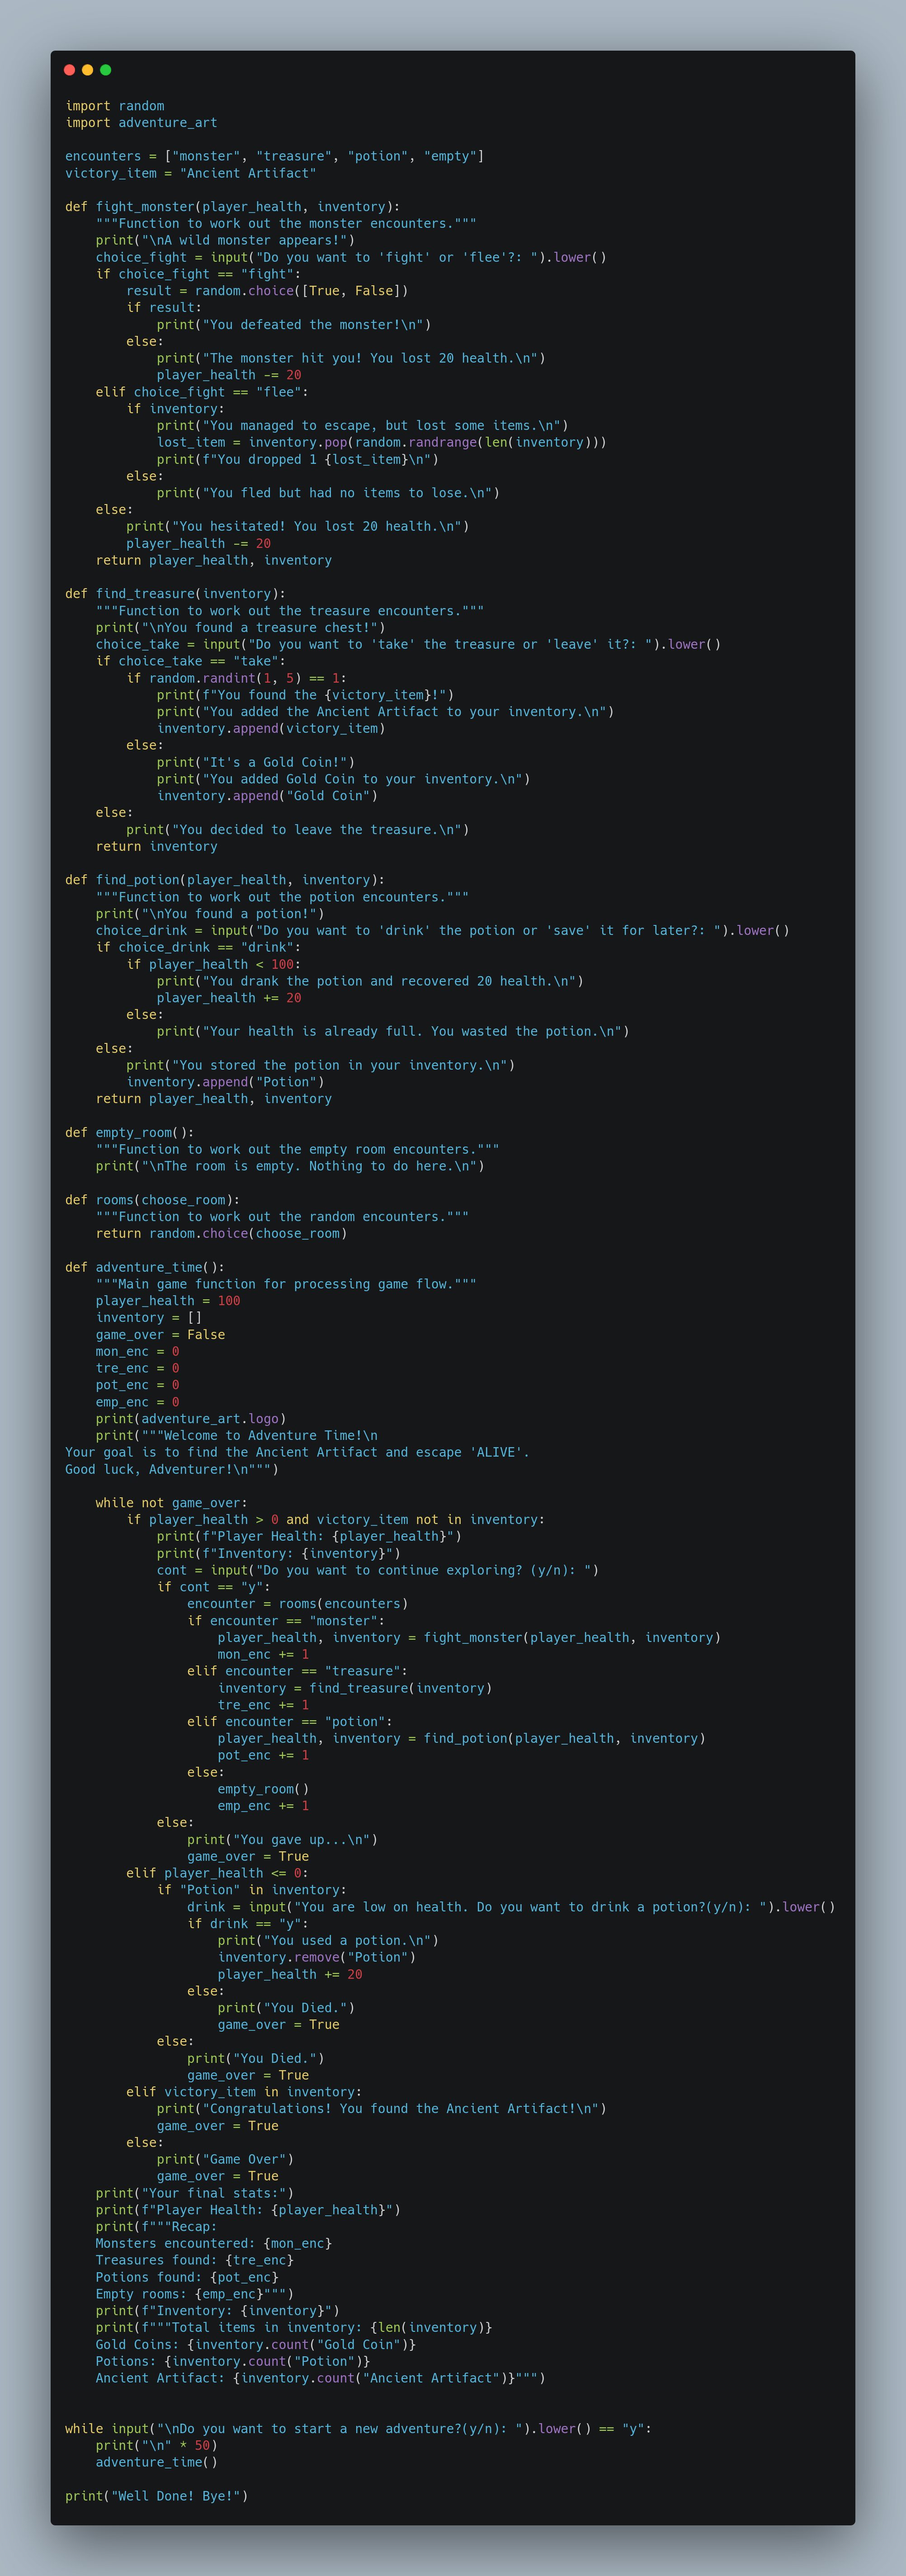 import random
import adventure_art

encounters = ["monster", "treasure", "potion", "empty"]
victory_item = "Ancient Artifact"

def fight_monster(player_health, inventory):
    """Function to work out the monster encounters."""
    print("\nA wild monster appears!")
    choice_fight = input("Do you want to 'fight' or 'flee'?: ").lower()
    if choice_fight == "fight":
        result = random.choice([True, False])
        if result:
            print("You defeated the monster!\n")
        else:
            print("The monster hit you! You lost 20 health.\n")
            player_health -= 20
    elif choice_fight == "flee":
        if inventory:
            print("You managed to escape, but lost some items.\n")
            lost_item = inventory.pop(random.randrange(len(inventory)))
            print(f"You dropped 1 {lost_item}\n")
        else:
            print("You fled but had no items to lose.\n")
    else:
        print("You hesitated! You lost 20 health.\n")
        player_health -= 20
    return player_health, inventory

def find_treasure(inventory):
    """Function to work out the treasure encounters."""
    print("\nYou found a treasure chest!")
    choice_take = input("Do you want to 'take' the treasure or 'leave' it?: ").lower()
    if choice_take == "take":
        if random.randint(1, 5) == 1:
            print(f"You found the {victory_item}!")
            print("You added the Ancient Artifact to your inventory.\n")
            inventory.append(victory_item)
        else:
            print("It's a Gold Coin!")
            print("You added Gold Coin to your inventory.\n")
            inventory.append("Gold Coin")
    else:
        print("You decided to leave the treasure.\n")
    return inventory

def find_potion(player_health, inventory):
    """Function to work out the potion encounters."""
    print("\nYou found a potion!")
    choice_drink = input("Do you want to 'drink' the potion or 'save' it for later?: ").lower()
    if choice_drink == "drink":
        if player_health < 100:
            print("You drank the potion and recovered 20 health.\n")
            player_health += 20
        else:
            print("Your health is already full. You wasted the potion.\n")
    else:
        print("You stored the potion in your inventory.\n")
        inventory.append("Potion")
    return player_health, inventory

def empty_room():
    """Function to work out the empty room encounters."""
    print("\nThe room is empty. Nothing to do here.\n")

def rooms(choose_room):
    """Function to work out the random encounters."""
    return random.choice(choose_room)

def adventure_time():
    """Main game function for processing game flow."""
    player_health = 100
    inventory = []
    game_over = False
    mon_enc = 0
    tre_enc = 0
    pot_enc = 0
    emp_enc = 0
    print(adventure_art.logo)
    print("""Welcome to Adventure Time!\n
Your goal is to find the Ancient Artifact and escape 'ALIVE'.
Good luck, Adventurer!\n""")

    while not game_over:
        if player_health > 0 and victory_item not in inventory:
            print(f"Player Health: {player_health}")
            print(f"Inventory: {inventory}")
            cont = input("Do you want to continue exploring? (y/n): ")
            if cont == "y":
                encounter = rooms(encounters)
                if encounter == "monster":
                    player_health, inventory = fight_monster(player_health, inventory)
                    mon_enc += 1
                elif encounter == "treasure":
                    inventory = find_treasure(inventory)
                    tre_enc += 1
                elif encounter == "potion":
                    player_health, inventory = find_potion(player_health, inventory)
                    pot_enc += 1
                else:
                    empty_room()
                    emp_enc += 1
            else:
                print("You gave up...\n")
                game_over = True
        elif player_health <= 0:
            if "Potion" in inventory:
                drink = input("You are low on health. Do you want to drink a potion?(y/n): ").lower()
                if drink == "y":
                    print("You used a potion.\n")
                    inventory.remove("Potion")
                    player_health += 20
                else:
                    print("You Died.")
                    game_over = True
            else:
                print("You Died.")
                game_over = True
        elif victory_item in inventory:
            print("Congratulations! You found the Ancient Artifact!\n")
            game_over = True
        else:
            print("Game Over")
            game_over = True
    print("Your final stats:")
    print(f"Player Health: {player_health}")
    print(f"""Recap:
    Monsters encountered: {mon_enc}
    Treasures found: {tre_enc}
    Potions found: {pot_enc}
    Empty rooms: {emp_enc}""")
    print(f"Inventory: {inventory}")
    print(f"""Total items in inventory: {len(inventory)}
    Gold Coins: {inventory.count("Gold Coin")}
    Potions: {inventory.count("Potion")}
    Ancient Artifact: {inventory.count("Ancient Artifact")}""")


while input("\nDo you want to start a new adventure?(y/n): ").lower() == "y":
    print("\n" * 50)
    adventure_time()

print("Well Done! Bye!")